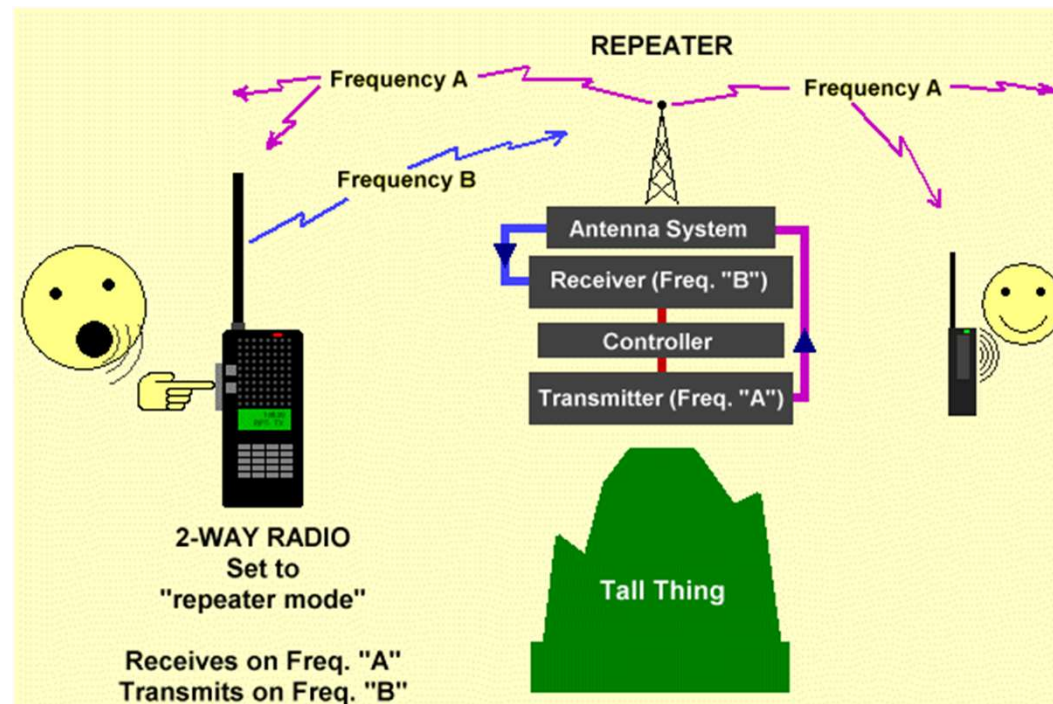 REPEATER
Frequency A
Frequency A
Frequency B
Antenna System
Receiver (Freq. "B")
Controller
Transmitter (Freq. "A")
2-WAY RADIO
Set to
"repeater mode"
Receives on Freq. "A"
Transmits on Freq. "B"
Tall Thing